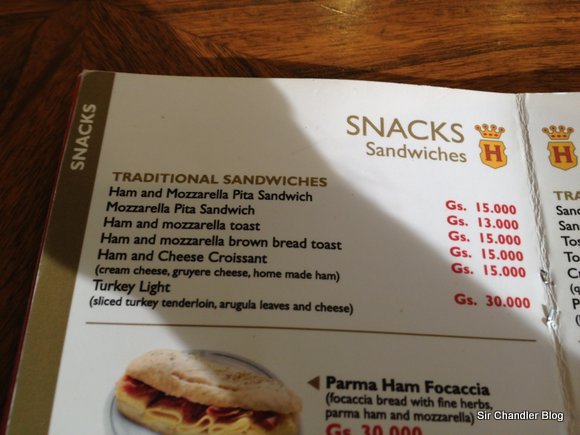 SNACKS
SNACKS
Sandwiches
H
H
TRADITIONAL SANDWICHES
Ham and Mozzarella Pita Sandwich Gs. 15.000
Mozzarella Pita Sandwich Gs. 13.000
Ham and mozzarella toast Gs. 15.000
Ham and mozzarella brown bread toast Gs. 15.000
Ham and Cheese Croissant Gs. 15.000
(cream cheese, gruyere cheese, home made ham)
Turkey Light Gs. 30.000
(sliced turkey tenderloin, arugula leaves and cheese)
Parma Ham Focaccia
(focaccia bread with fine herbs,
parma ham and mozzarella)
Gs. 30.000
Sir Chandler Blog